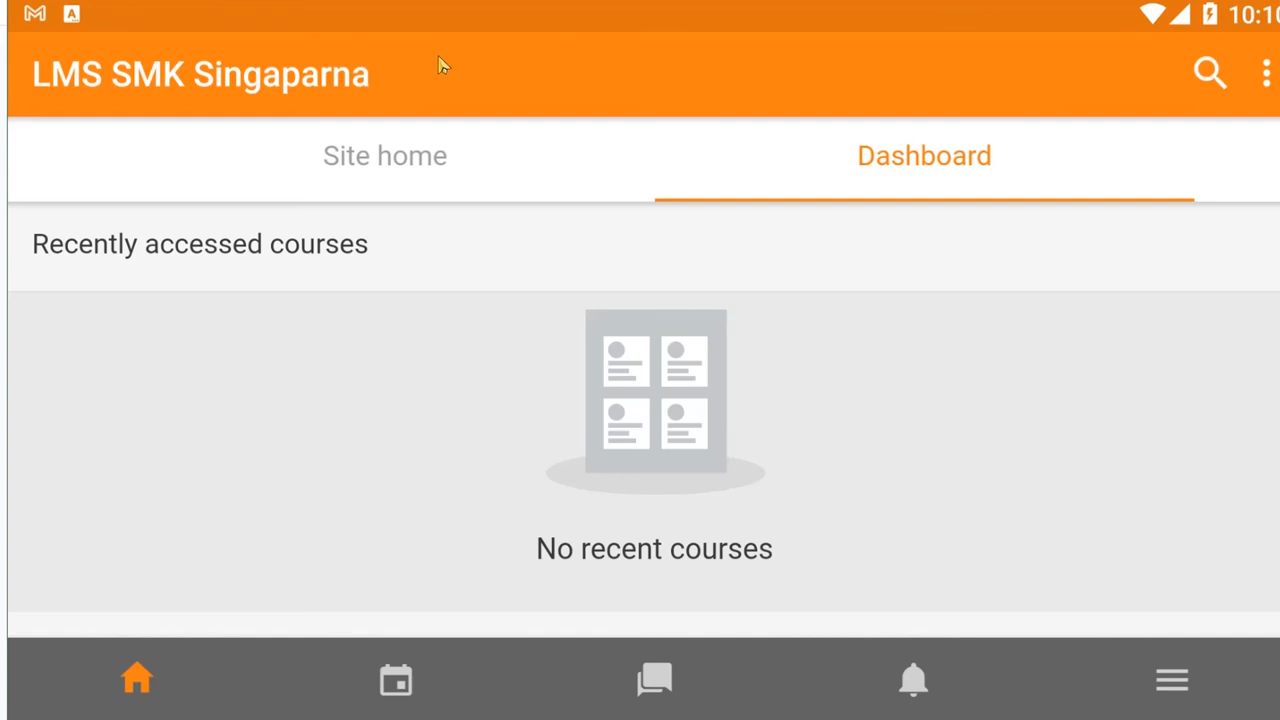 10:10
LMS SMK Singaparna
Site home
Dashboard
Recently accessed courses
No recent courses